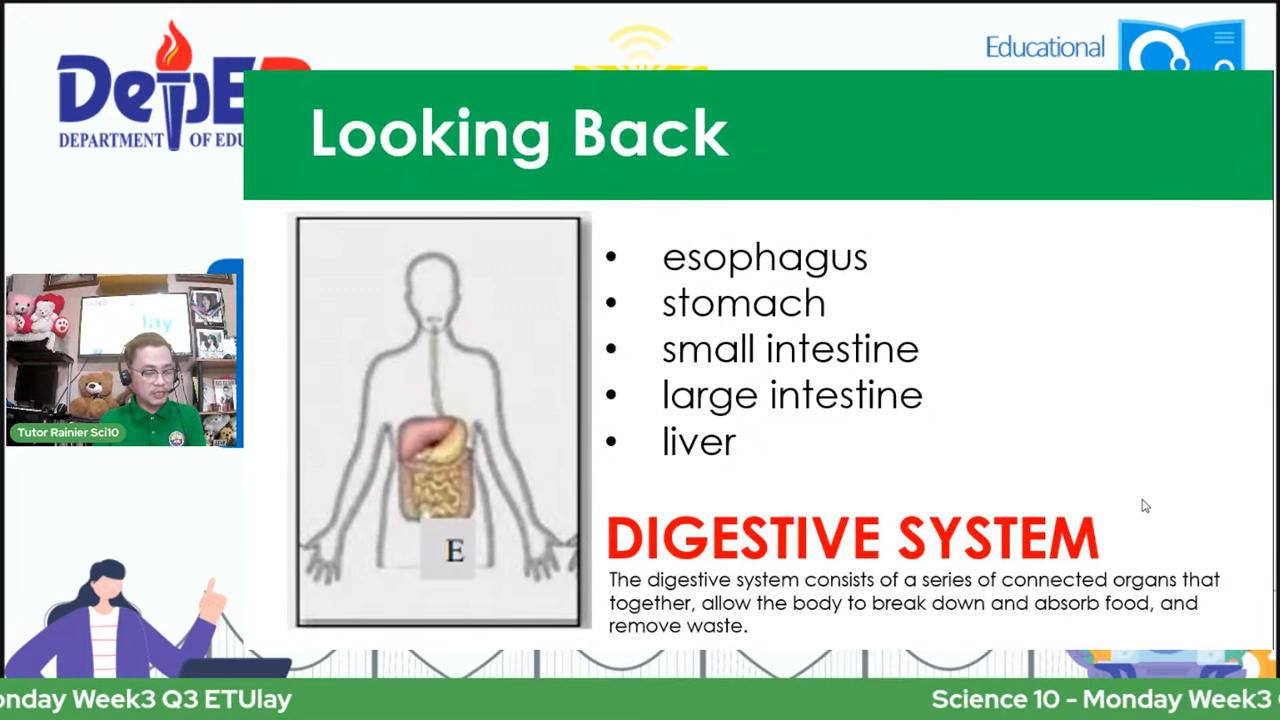 DepED
DEPARTMENT OF EDU
Educational
Looking Back
• esophagus
• stomach
• small intestine
• large intestine
• liver
lay
Tutor Rainier Sci10
E
DIGESTIVE SYSTEM
The digestive system consists of a series of connected organs that
together, allow the body to break down and absorb food, and
remove waste.
onday Week3 Q3 ETUlay
Science 10 - Monday Week3